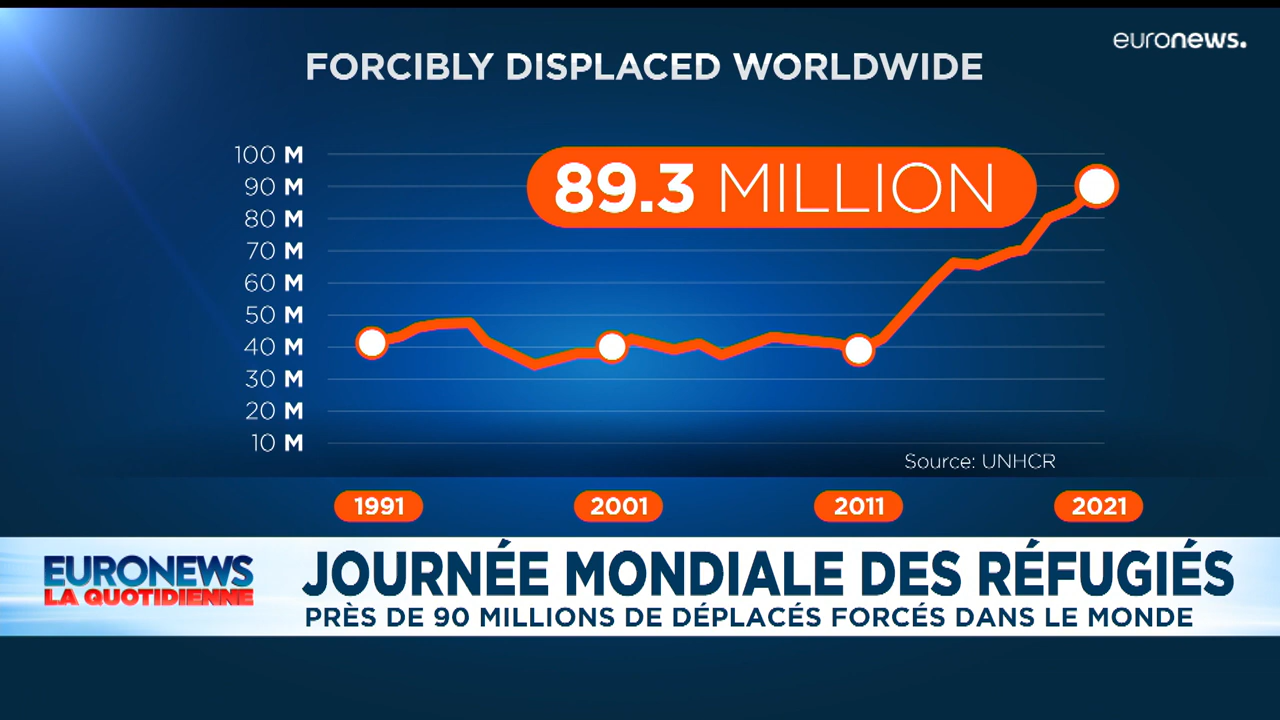 euronews.
FORCIBLY DISPLACED WORLDWIDE
100 M
90 M
80 M
70 M
60 M
50 M
40 M
30 M
20 M
10 M
89.3 MILLION
Source: UNHCR
1991
2001
2011
2021
EURONEWS
LA QUOTIDIENNE
JOURNÉE MONDIALE DES RÉFUGIÉS
PRÈS DE 90 MILLIONS DE DÉPLACÉS FORCÉS DANS LE MONDE